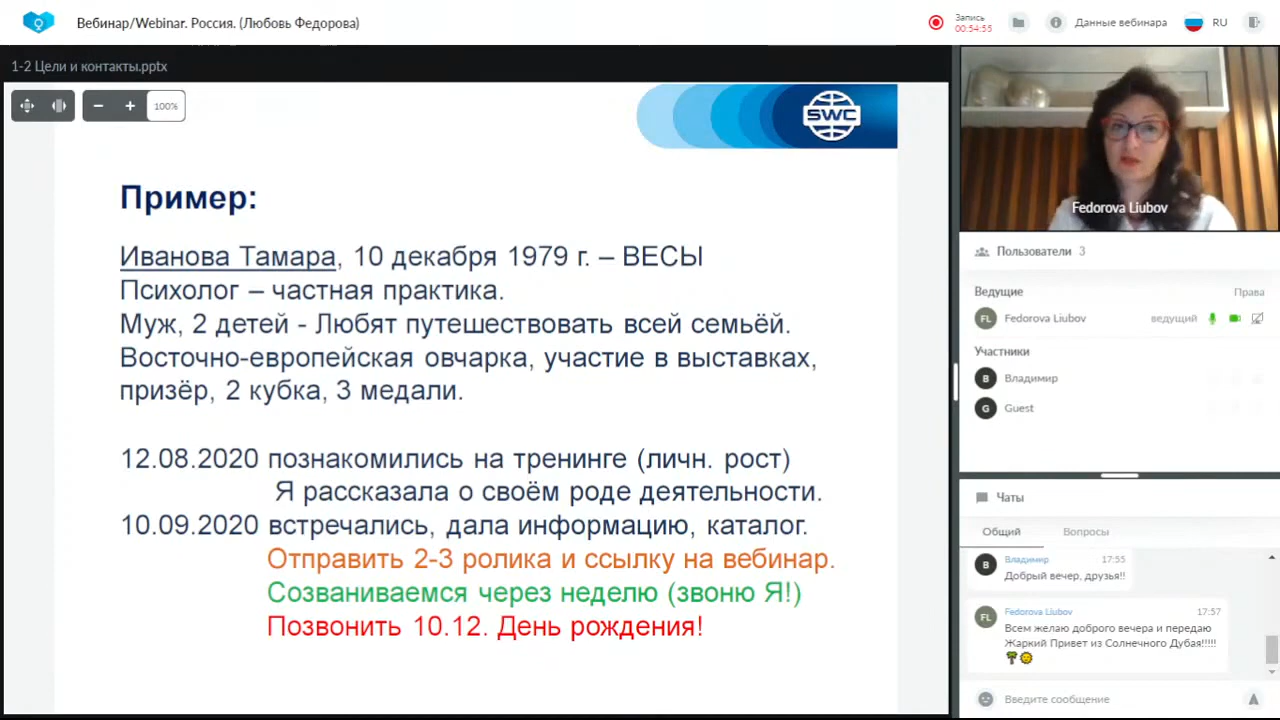 Вебинар/Webinar. Россия. (Любовь Федорова)
Запись
00:54:55
Данные вебинара
RU
1-2 Цели и контакты.pptx
100%
SWC
Пример:
Иванова Тамара, 10 декабря 1979 г. – ВЕСЫ
Психолог – частная практика.
Муж, 2 детей - Любят путешествовать всей семьёй.
Восточно-европейская овчарка, участие в выставках,
призёр, 2 кубка, 3 медали.
12.08.2020 познакомились на тренинге (личн. рост)
Я рассказала о своём роде деятельности.
10.09.2020 встречались, дала информацию, каталог.
Отправить 2-3 ролика и ссылку на вебинар.
Созваниваемся через неделю (звоню Я!)
Позвонить 10.12. День рождения!
Fedorova Liubov
Пользователи 3
Ведущие Права
FL Fedorova Liubov ведущий
Участники
В Владимир
G Guest
Чаты
Общий Вопросы
В Владимир 17:55
Добрый вечер, друзья!!
FL Fedorova Liubov 17:57
Всем желаю доброго вечера и передаю
Жаркий Привет из Солнечного Дубая!!!!!
🌴🌞
Введите сообщение